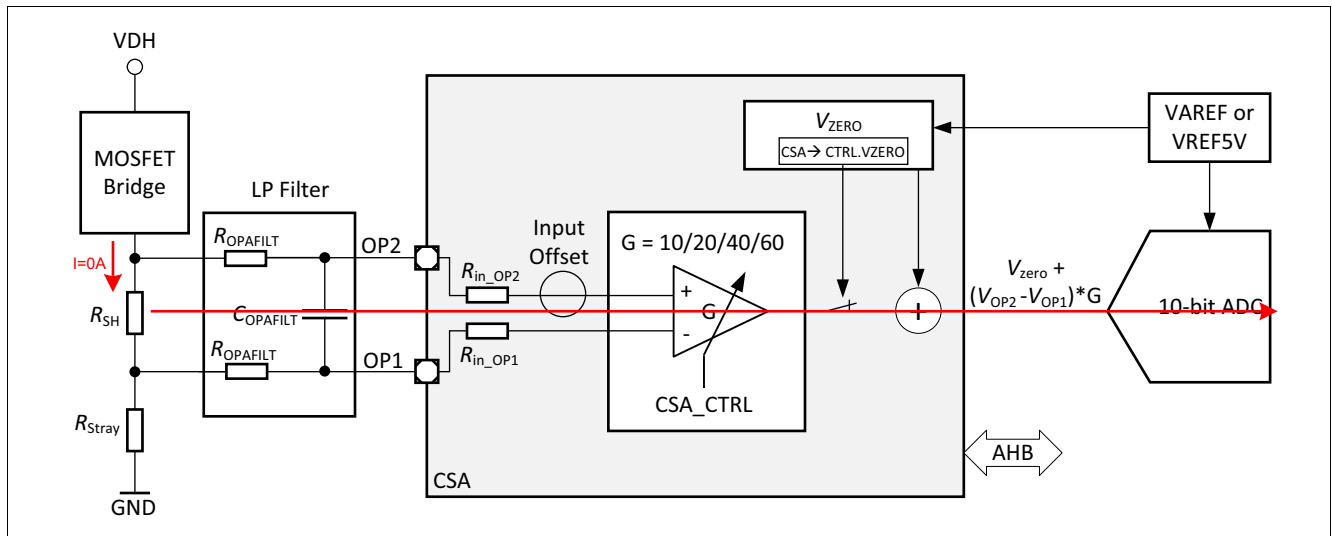 VDH
MOSFET
Bridge
I=0A
R_SH
R_Stray
GND
LP Filter
R_OPAFILT
C_OPAFILT
R_OPAFILT
OP2
OP1
R_in_OP2
R_in_OP1
Input
Offset
G = 10/20/40/60
+
G
-
CSA_CTRL
V_ZERO
CSA→ CTRL.VZERO
+
CSA
AHB
V_zero +
(V_OP2 -V_OP1)*G
VAREF or
VREF5V
10-bit ADC